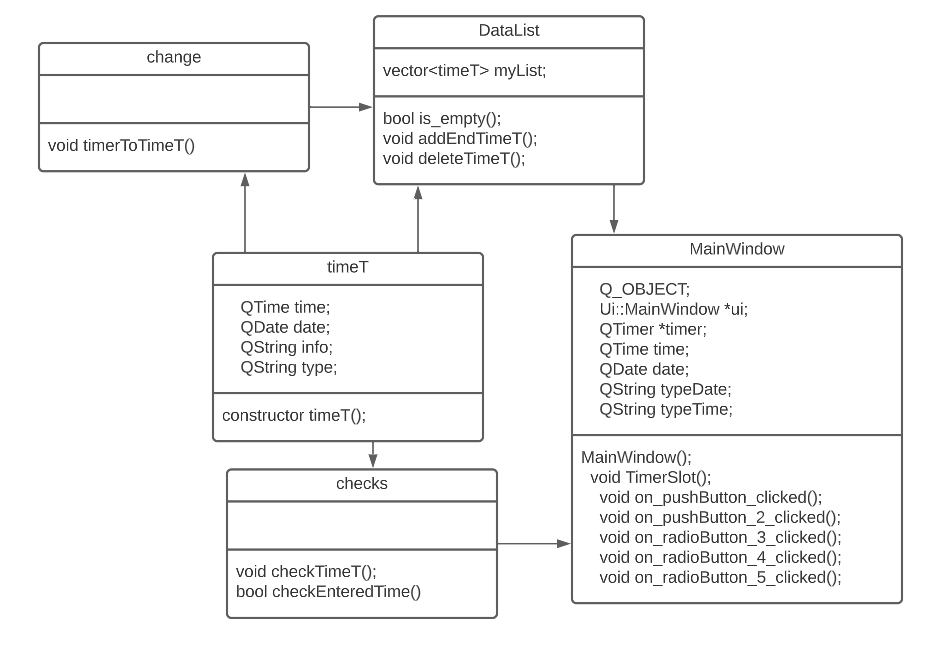 change
void timerToTimeT()
DataList
vector<timeT> myList;
bool is_empty();
void addEndTimeT();
void deleteTimeT();
timeT
QTime time;
QDate date;
QString info;
QString type;
constructor timeT();
MainWindow
Q_OBJECT;
Ui::MainWindow *ui;
QTimer *timer;
QTime time;
QDate date;
QString typeDate;
QString typeTime;
MainWindow();
void TimerSlot();
void on_pushButton_clicked();
void on_pushButton_2_clicked();
void on_radioButton_3_clicked();
void on_radioButton_4_clicked();
void on_radioButton_5_clicked();
checks
void checkTimeT();
bool checkEnteredTime()